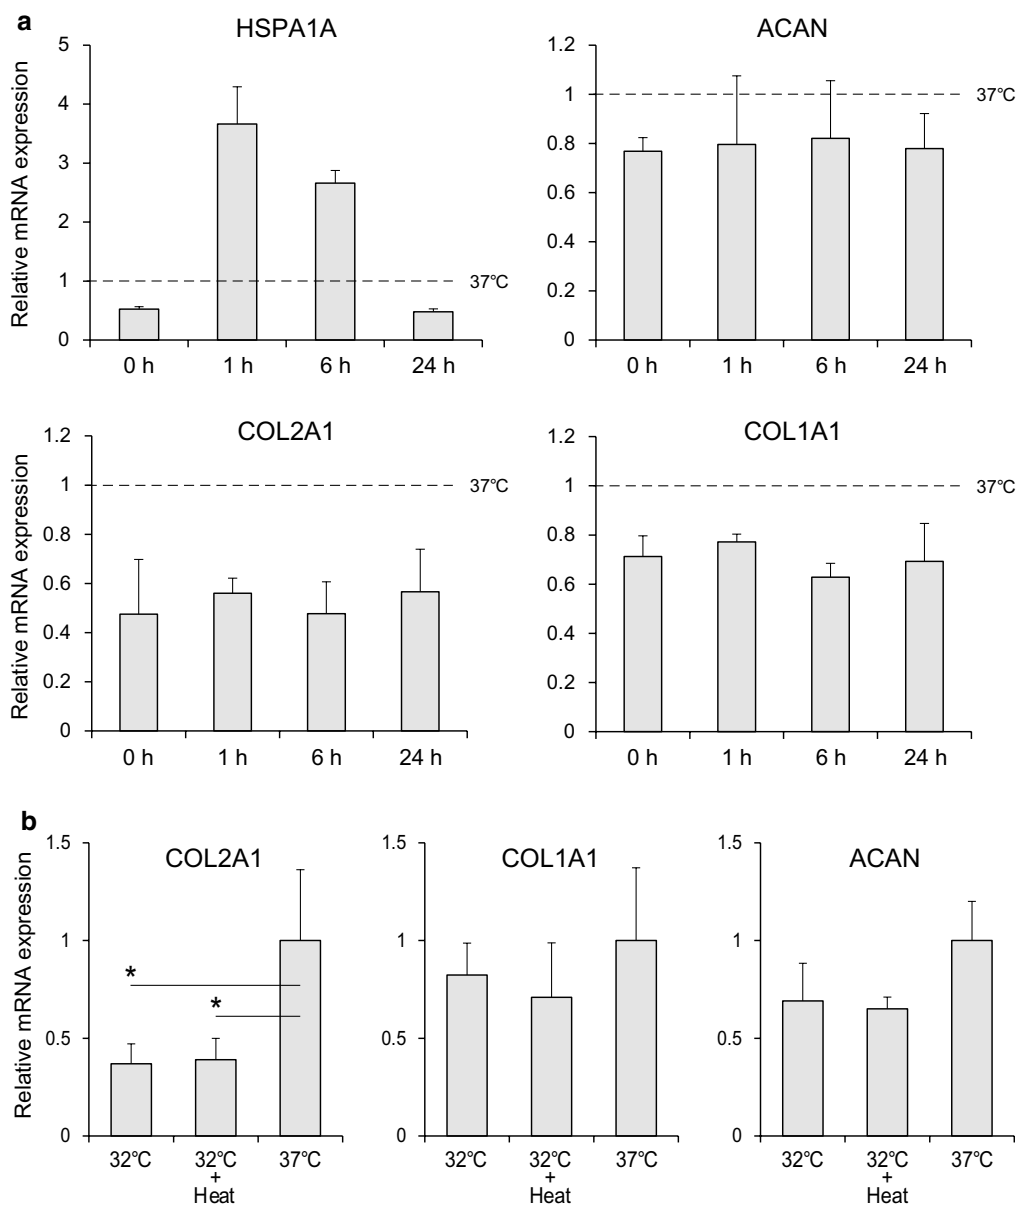 a
HSPA1A
Relative mRNA expression
5
4
3
2
1
0
37°C
0 h 1 h 6 h 24 h
ACAN
1.2
1
0.8
0.6
0.4
0.2
0
37°C
0 h 1 h 6 h 24 h
COL2A1
Relative mRNA expression
1.2
1
0.8
0.6
0.4
0.2
0
37°C
0 h 1 h 6 h 24 h
COL1A1
1.2
1
0.8
0.6
0.4
0.2
0
37°C
0 h 1 h 6 h 24 h
b
COL2A1
Relative mRNA expression
1.5
1
0.5
0
*
*
32°C 32°C 37°C
+
Heat
COL1A1
1.5
1
0.5
0
32°C 32°C 37°C
+
Heat
ACAN
1.5
1
0.5
0
32°C 32°C 37°C
+
Heat